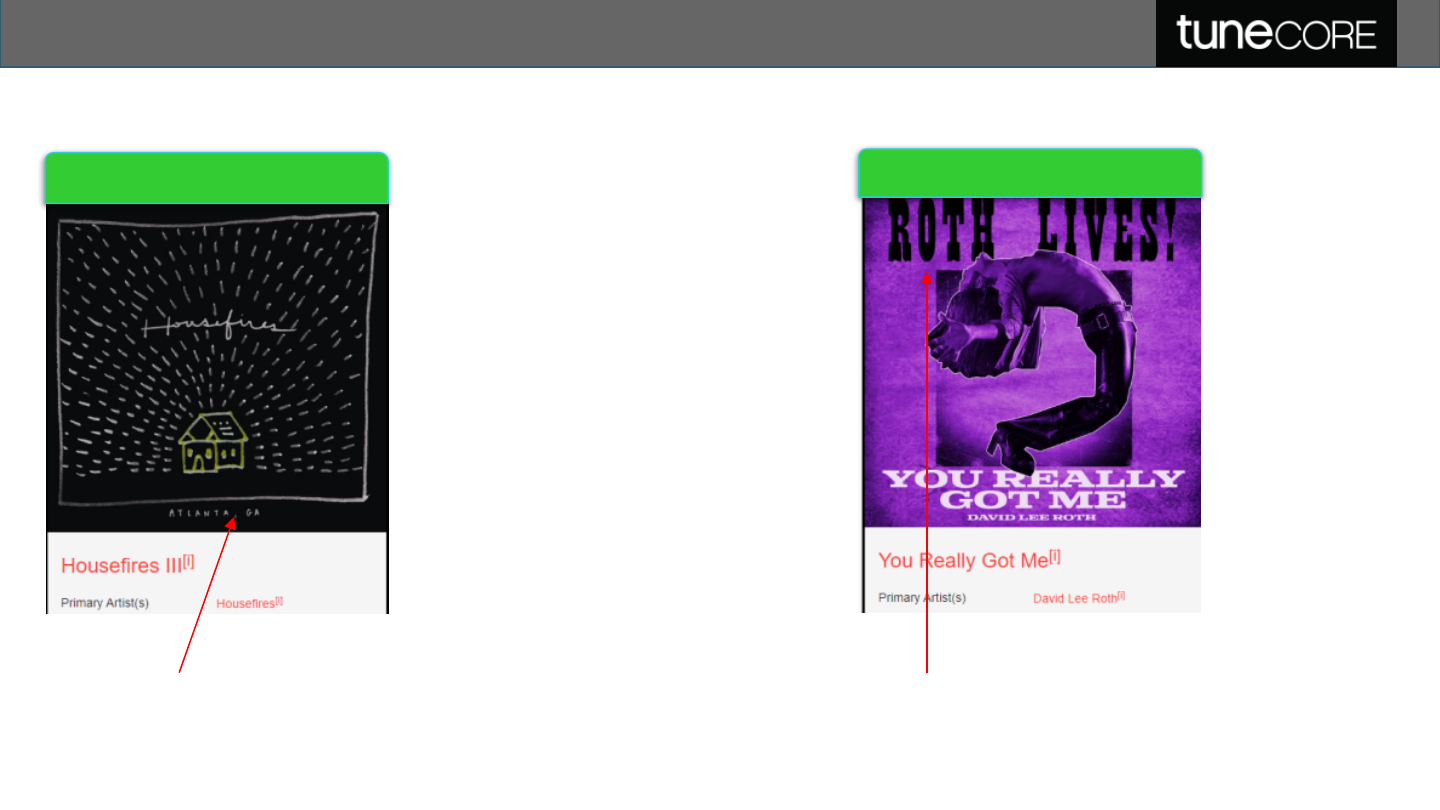 tuneCORE
Housefires
ATLANTA, GA
Housefires III[i]
Primary Artist(s) Housefires[i]
ROTH LIVES!
YOU REALLY
GOT ME
DAVID LEE ROTH
You Really Got Me[i]
Primary Artist(s) David Lee Roth[i]